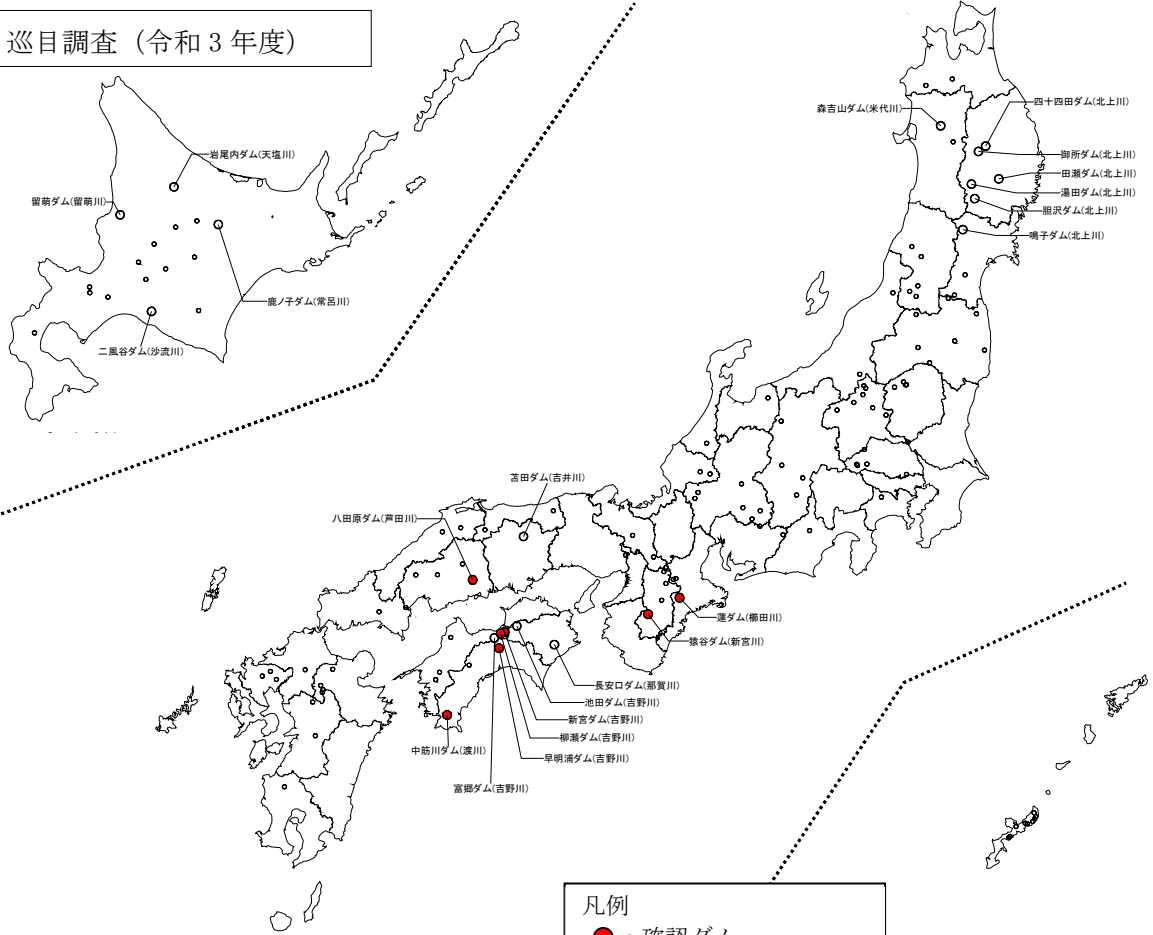 巡目調査（令和３年度）
岩尾内ダム(天塩川)
留萌ダム(留萌川)
鹿ノ子ダム(常呂川)
二風谷ダム(沙流川)
森吉山ダム(米代川)
四十四田ダム(北上川)
御所ダム(北上川)
田瀬ダム(北上川)
湯田ダム(北上川)
胆沢ダム(北上川)
鳴子ダム(北上川)
苫田ダム(吉井川)
八田原ダム(芦田川)
蓮ダム(櫛田川)
猿谷ダム(新宮川)
長安口ダム(那賀川)
池田ダム(吉野川)
新宮ダム(吉野川)
柳瀬ダム(吉野川)
早明浦ダム(吉野川)
中筋川ダム(渡川)
富郷ダム(吉野川)
凡例
：確認ダム